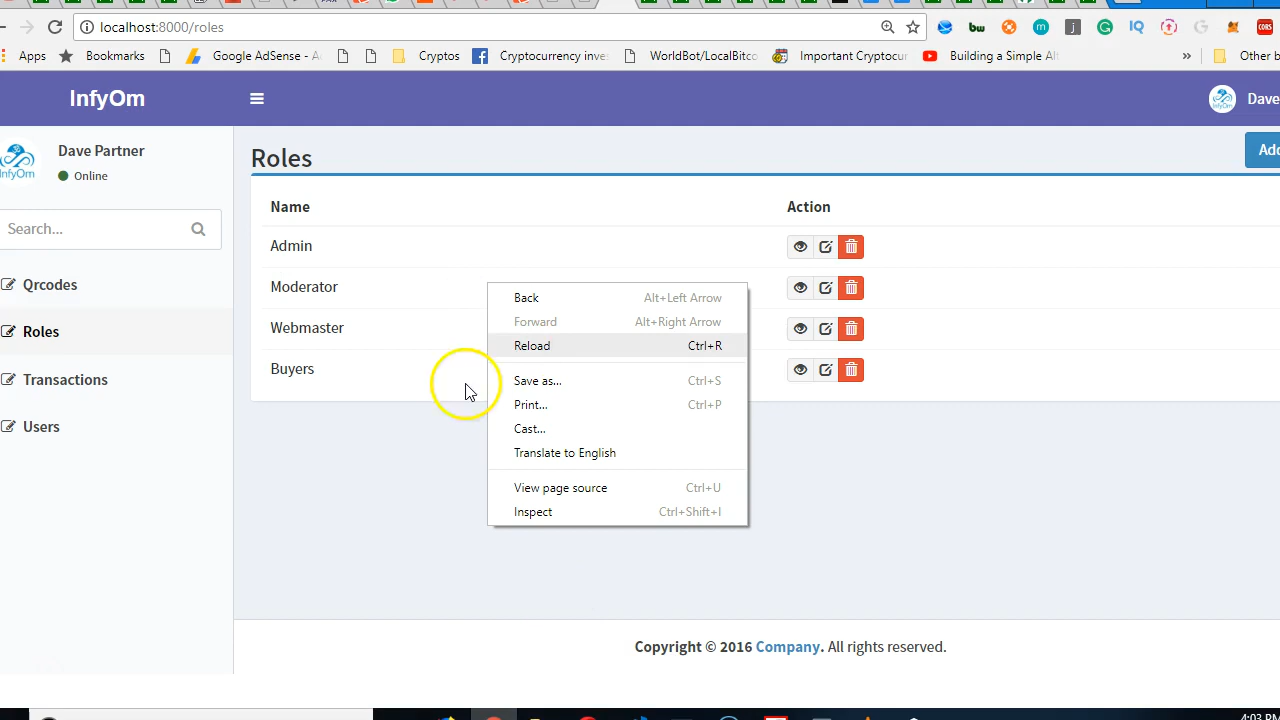 localhost:8000/roles
Apps Bookmarks Google AdSense - Cryptos Cryptocurrency inve WorldBot/LocalBitco Important Cryptocur Building a Simple » Other b
InfyOm Dave
Dave Partner
Online
Search...
Qrcodes
Roles
Transactions
Users
Roles Add
Name Action
Admin
Moderator
Webmaster
Buyers
Back Alt+Left Arrow
Forward Alt+Right Arrow
Reload Ctrl+R
Save as... Ctrl+S
Print... Ctrl+P
Cast...
Translate to English
View page source Ctrl+U
Inspect Ctrl+Shift+I
Copyright © 2016 Company. All rights reserved.
4:03 PM